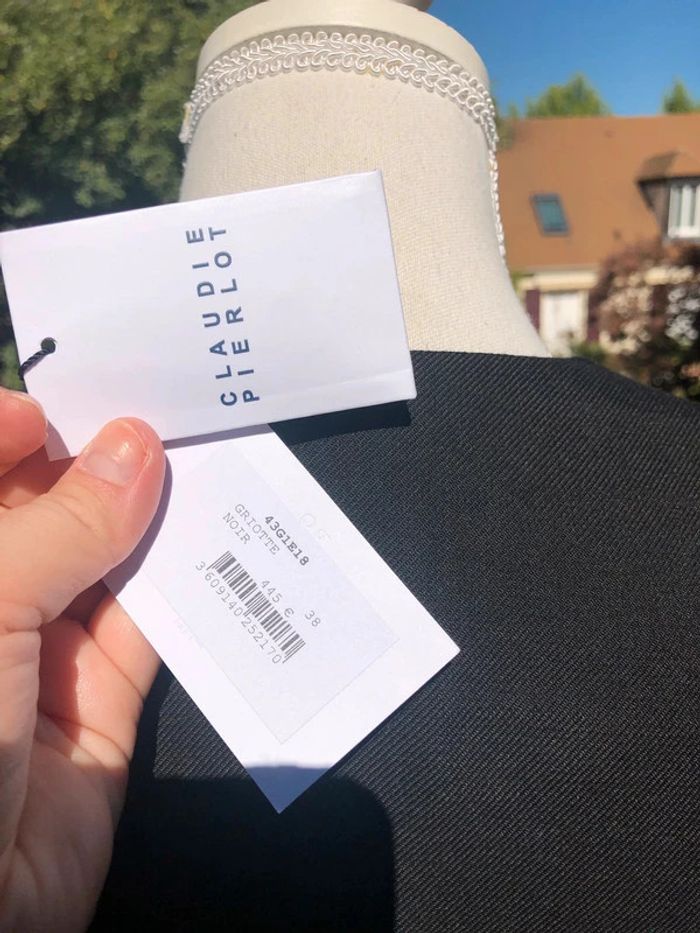 CLAUDIE
PIERLOT
43G1E18
GRIOTTE
NOIR
445 € 38
3609140252170